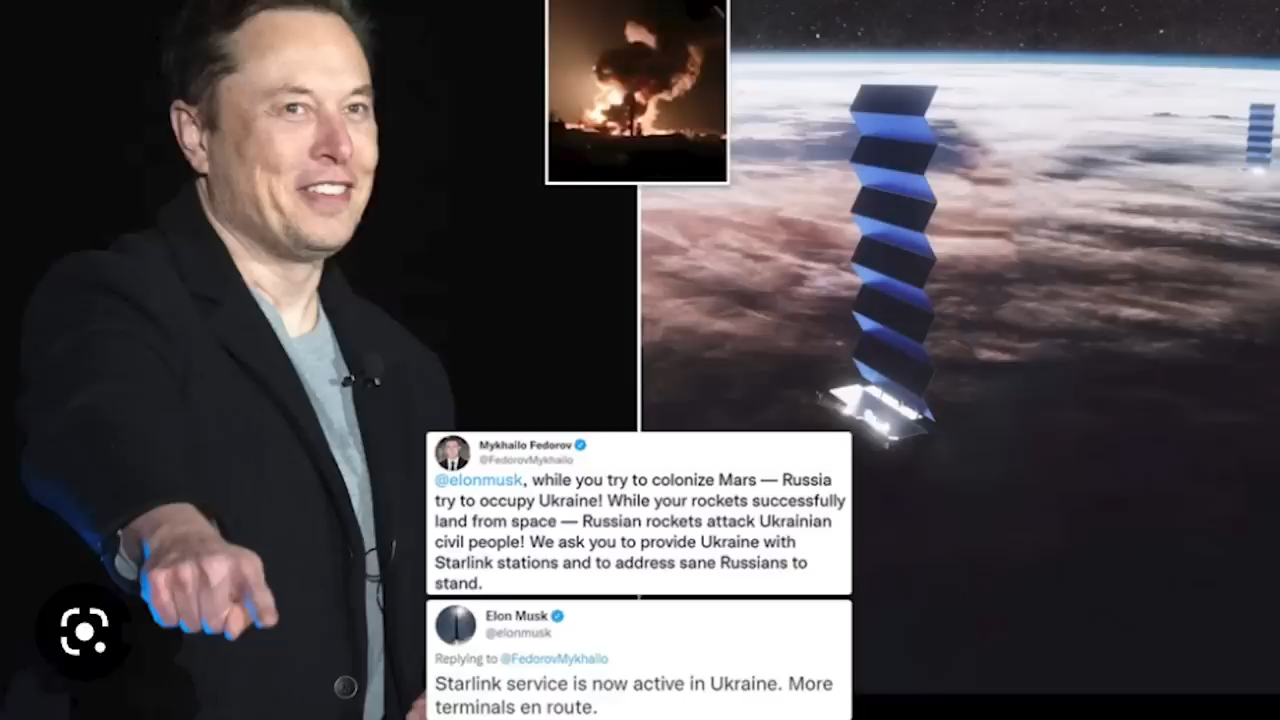 Mykhailo Fedorov
@FedorovMykhailo
@elonmusk, while you try to colonize Mars — Russia
try to occupy Ukraine! While your rockets successfully
land from space — Russian rockets attack Ukrainian
civil people! We ask you to provide Ukraine with
Starlink stations and to address sane Russians to
stand.
Elon Musk
@elonmusk
Replying to @FedorovMykhailo
Starlink service is now active in Ukraine. More
terminals en route.